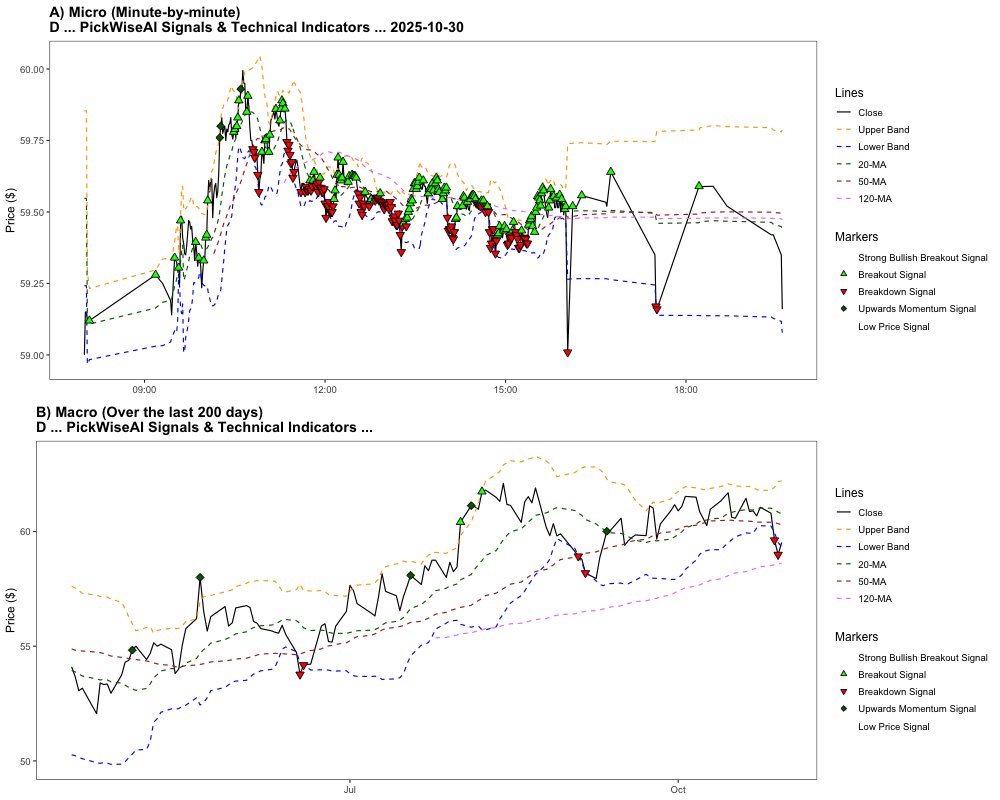 A) Micro (Minute-by-minute)
D ... PickWiseAI Signals & Technical Indicators ... 2025-10-30
Price ($)
60.00
59.75
59.50
59.25
59.00
09:00
12:00
15:00
18:00
Lines
Close
Upper Band
Lower Band
20-MA
50-MA
120-MA
Markers
Strong Bullish Breakout Signal
Breakout Signal
Breakdown Signal
Upwards Momentum Signal
Low Price Signal
B) Macro (Over the last 200 days)
D ... PickWiseAI Signals & Technical Indicators ...
Price ($)
60
55
50
Jul
Oct
Lines
Close
Upper Band
Lower Band
20-MA
50-MA
120-MA
Markers
Strong Bullish Breakout Signal
Breakout Signal
Breakdown Signal
Upwards Momentum Signal
Low Price Signal